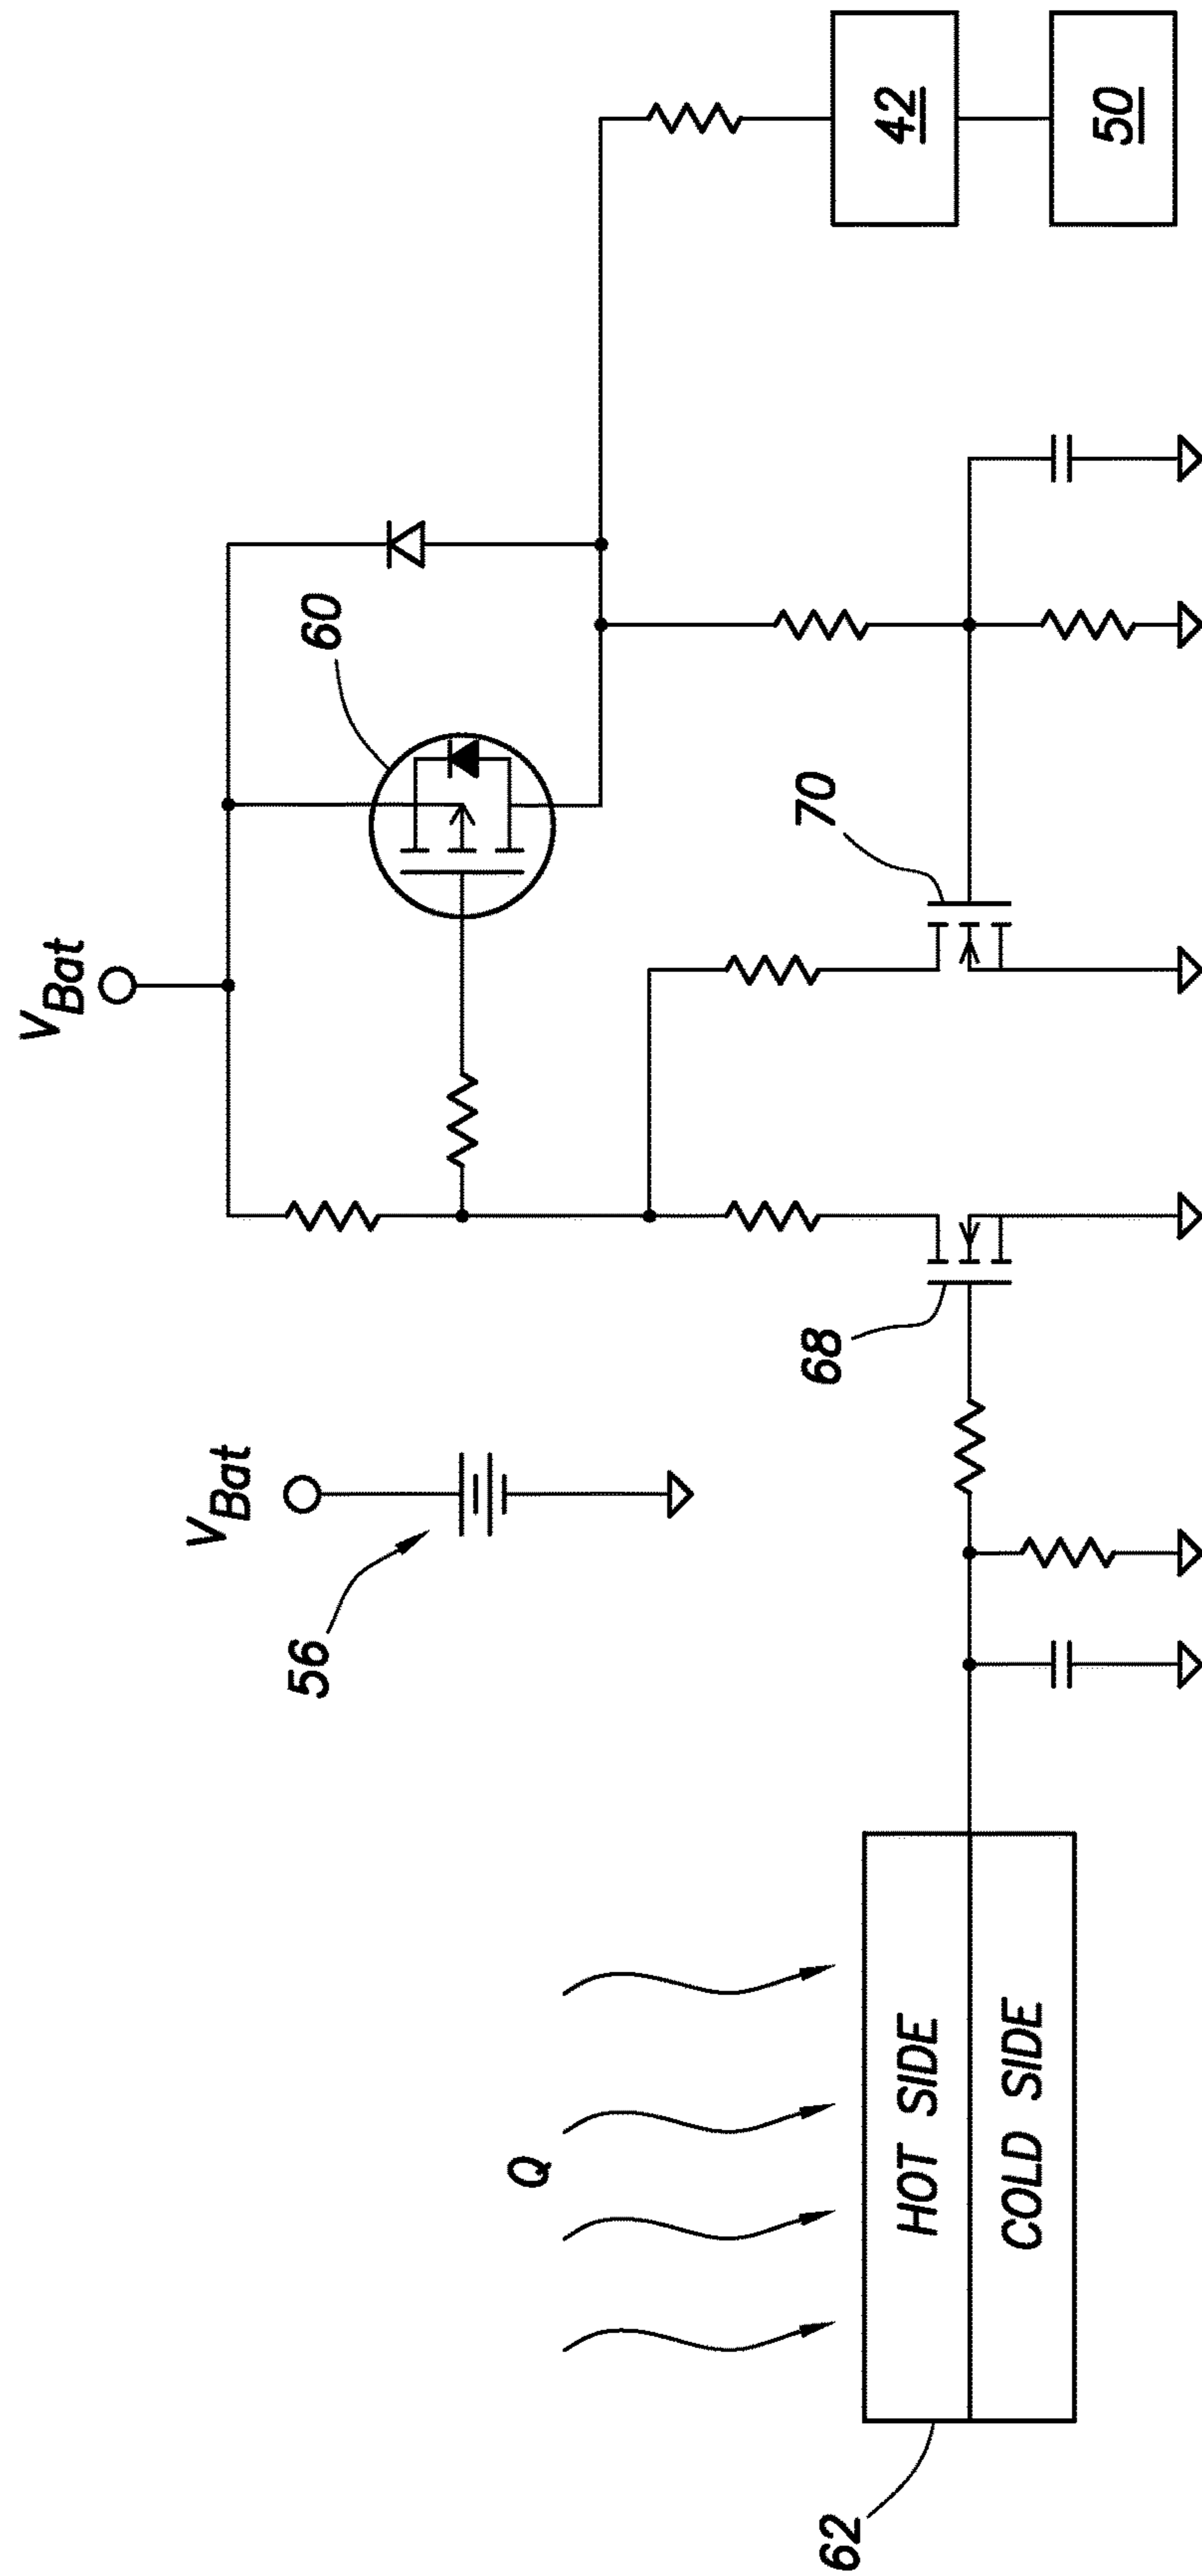 V_Bat
V_Bat
56
60
70
68
42
50
Q
HOT SIDE
COLD SIDE
62